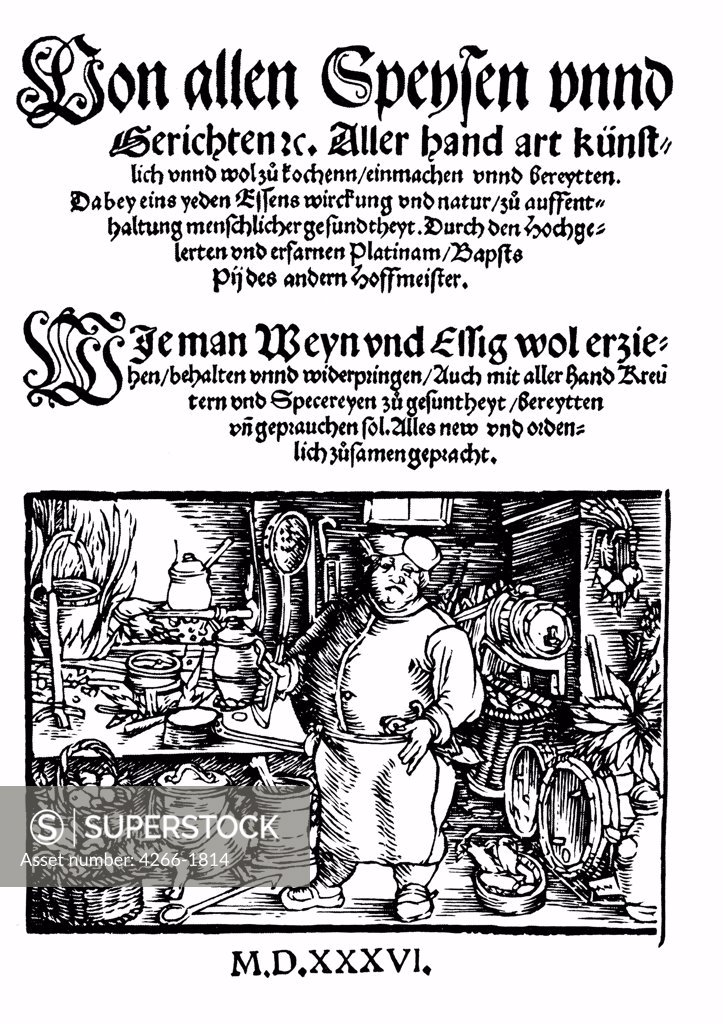 Von allen Speysen vnnd
Gerichten ꝛc. Aller hand art künst⸗
lich vnnd wol zů kochenn/einmachen vnnd bereytten.
Dabey eins yeden Essens wirckung vnd natur/zů auffent⸗
haltung menschlicher gesundtheyt. Durch den Hochge⸗
lerten vnd erfarnen Platinam/Bapsts
Pij des andern Hoffmeister.
WJe man Weyn vnd Essig wol erzie⸗
hen/behalten vnnd widerpringen/Auch mit aller hand Kreü
tern vnd Specereyen zů gesuntheyt/bereytten
vñ geprauchen sol. Alles new vnd orden⸗
lich zůsamen gepracht.
S SUPERSTOCK
Asset number: 4266-1814
M.D.XXXVI.